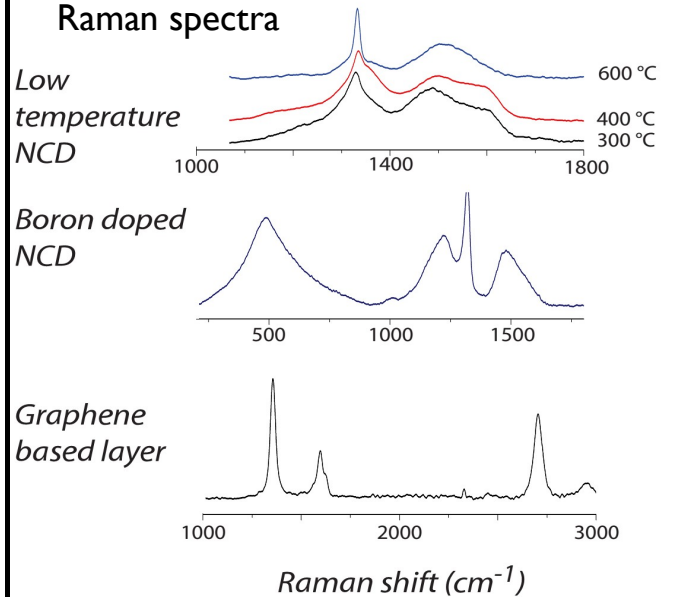 Raman spectra
Low
temperature
NCD
600 °C
400 °C
300 °C
1000 1400 1800
Boron doped
NCD
500 1000 1500
Graphene
based layer
1000 2000 3000
Raman shift (cm-1)